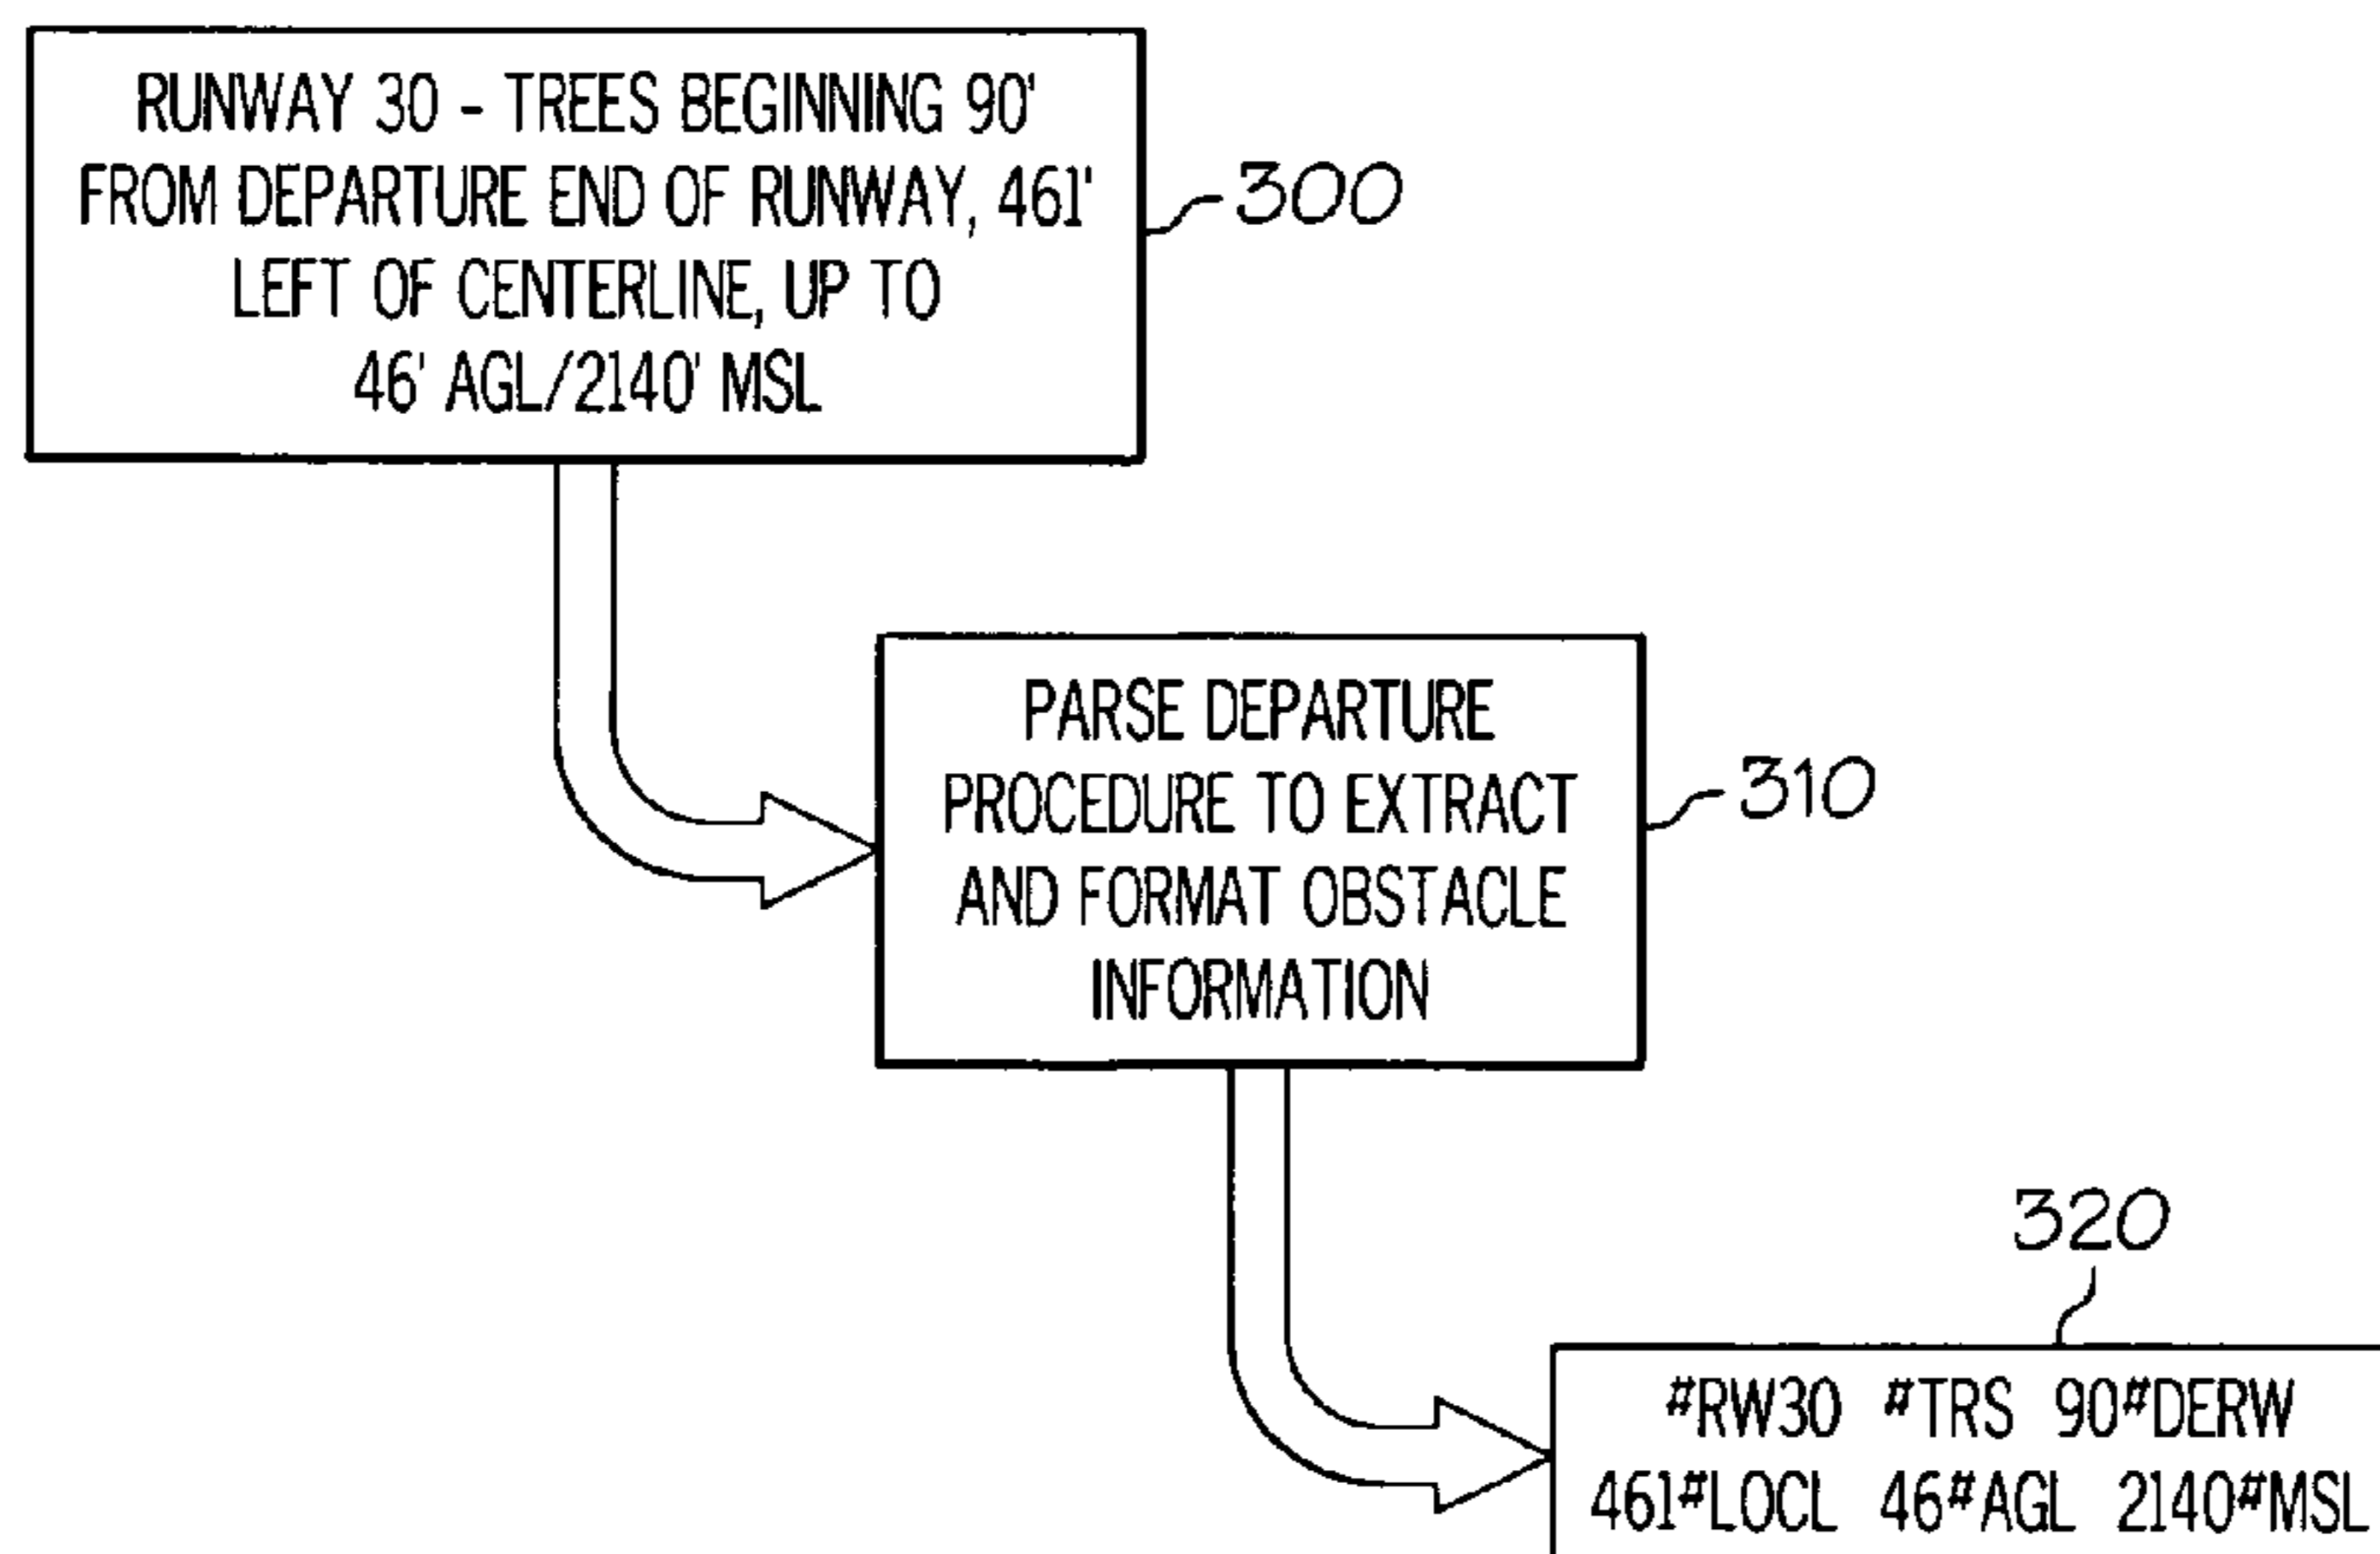 RUNWAY 30 - TREES BEGINNING 90'
FROM DEPARTURE END OF RUNWAY, 461'
LEFT OF CENTERLINE, UP TO
46' AGL/2140' MSL
300
PARSE DEPARTURE
PROCEDURE TO EXTRACT
AND FORMAT OBSTACLE
INFORMATION
310
320
#RW30 #TRS 90#DERW
461#LOCL 46#AGL 2140#MSL